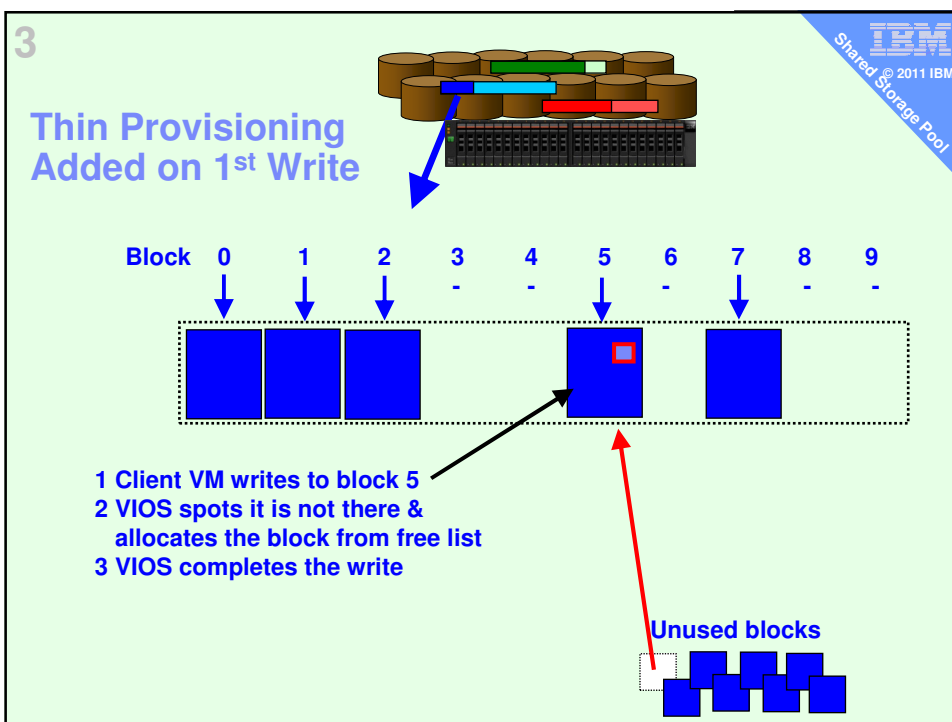 3
IBM
Shared Storage Pool
© 2011 IBM
Thin Provisioning
Added on 1st Write
Block 0 1 2 3 4 5 6 7 8 9
- - - - -
1 Client VM writes to block 5
2 VIOS spots it is not there &
allocates the block from free list
3 VIOS completes the write
Unused blocks